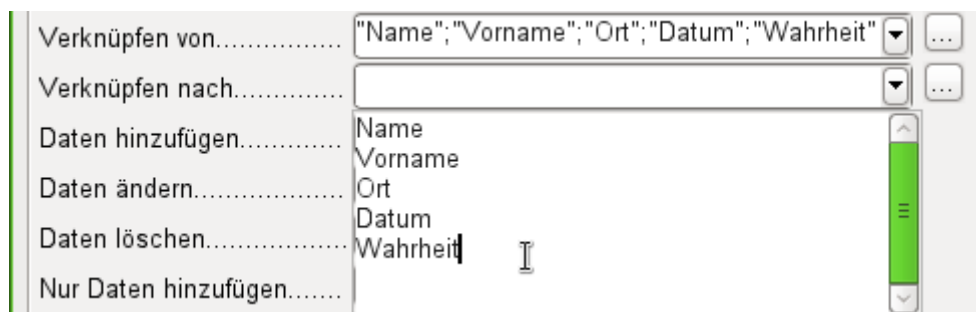 Verknüpfen von................ "Name";"Vorname";"Ort";"Datum";"Wahrheit" ...
Verknüpfen nach.............. ...
Daten hinzufügen............. Name
Vorname
Daten ändern................... Ort
Datum
Daten löschen................. Wahrheit
Nur Daten hinzufügen.......